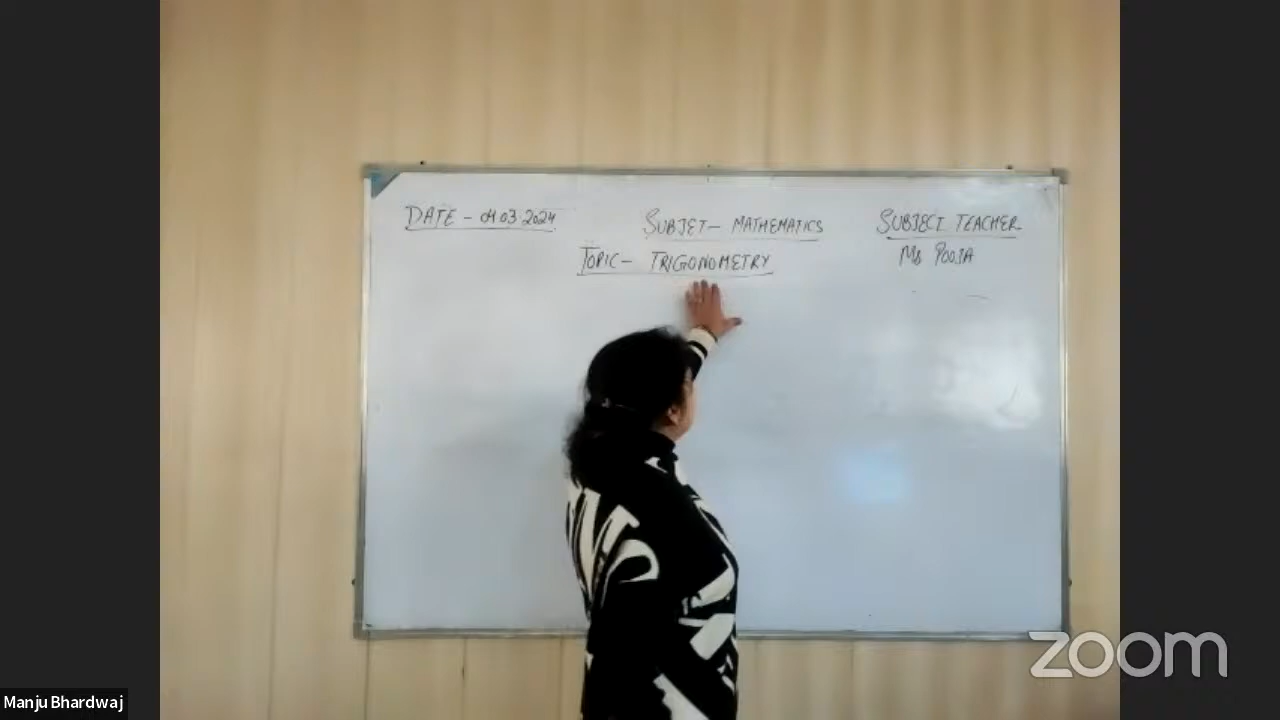 DATE - 04.03.2024
SUBJET- MATHEMATICS
SUBJECT TEACHER
TOPIC- TRIGONOMETRY
Ms POOJA
zoom
Manju Bhardwaj